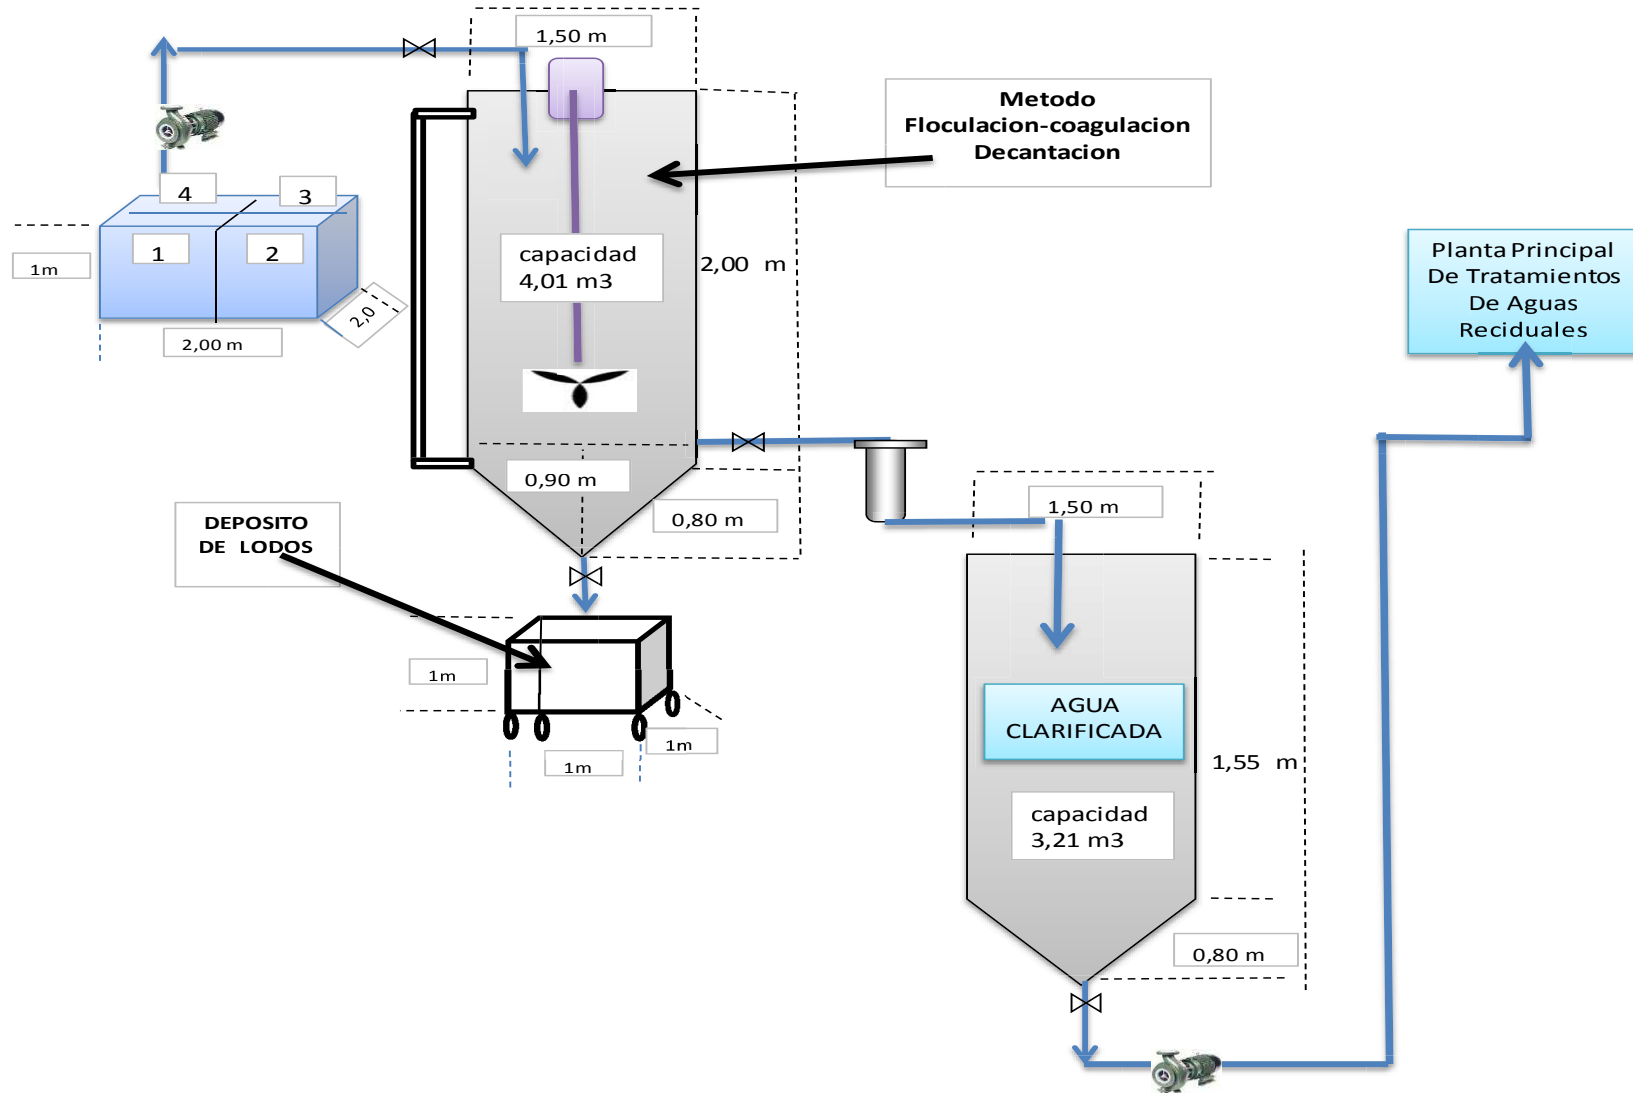 1,50 m
Metodo
Floculacion-coagulacion
Decantacion
4
3
1
2
1m
2,00 m
2,0
capacidad
4,01 m3
2,00 m
Planta Principal
De Tratamientos
De Aguas
Reciduales
0,90 m
0,80 m
DEPOSITO
DE LODOS
1m
1m
1m
1,50 m
AGUA
CLARIFICADA
1,55 m
capacidad
3,21 m3
0,80 m